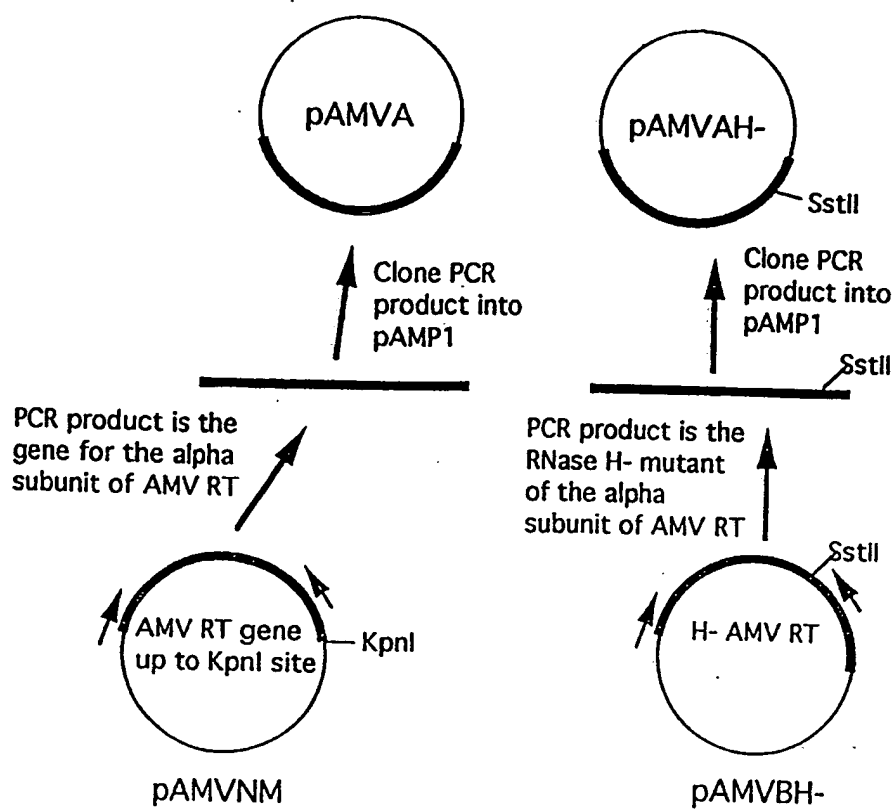 pAMVA
pAMVAH-
SstII
Clone PCR
product into
pAMP1
Clone PCR
product into
pAMP1
SstII
PCR product is the
gene for the alpha
subunit of AMV RT
PCR product is the
RNase H- mutant
of the alpha
subunit of AMV RT
SstII
AMV RT gene
up to KpnI site
KpnI
H- AMV RT
pAMVNM
pAMVBH-